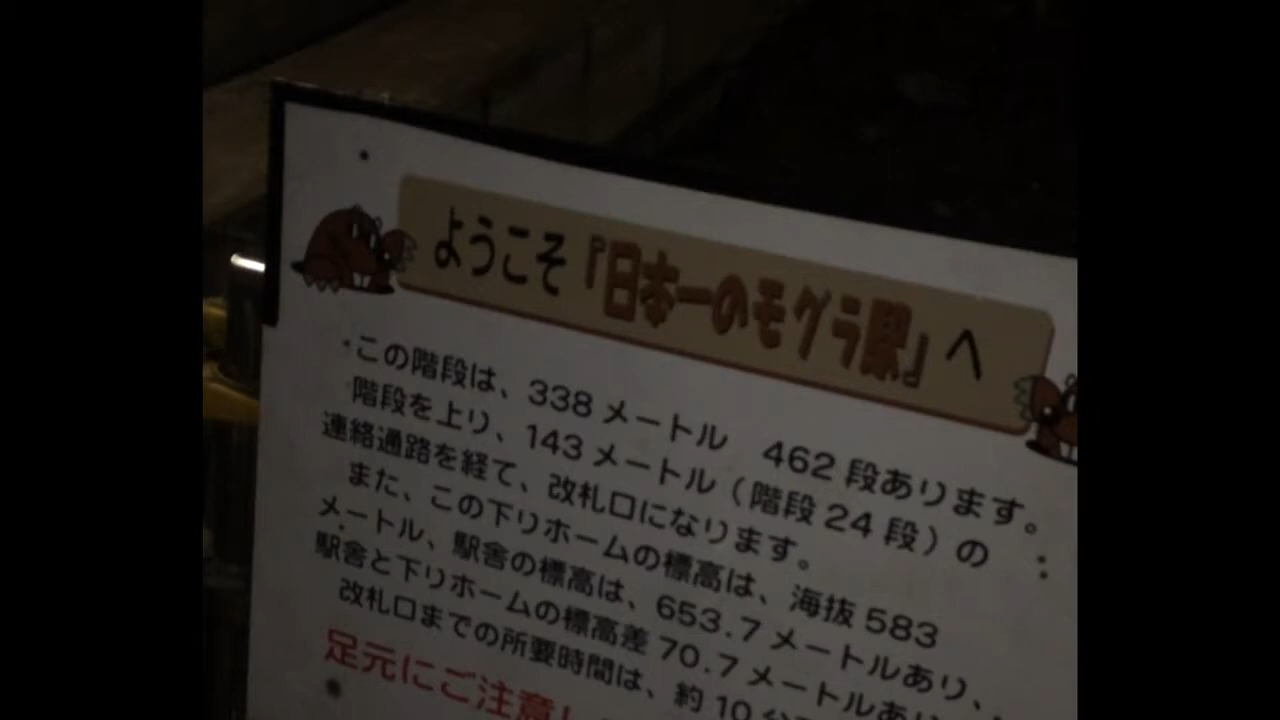 ようこそ『日本一のモグラ駅』へ
・この階段は、338メートル 462段あります。
階段を上り、143メートル（階段24段）の
連絡通路を経て、改札口になります。
また、この下りホームの標高は、海抜583
メートル、駅舎の標高は、653.7メートルあり、
駅舎と下りホームの標高差70.7メートルあ
改札口までの所要時間は、約10分
足元にご注意し